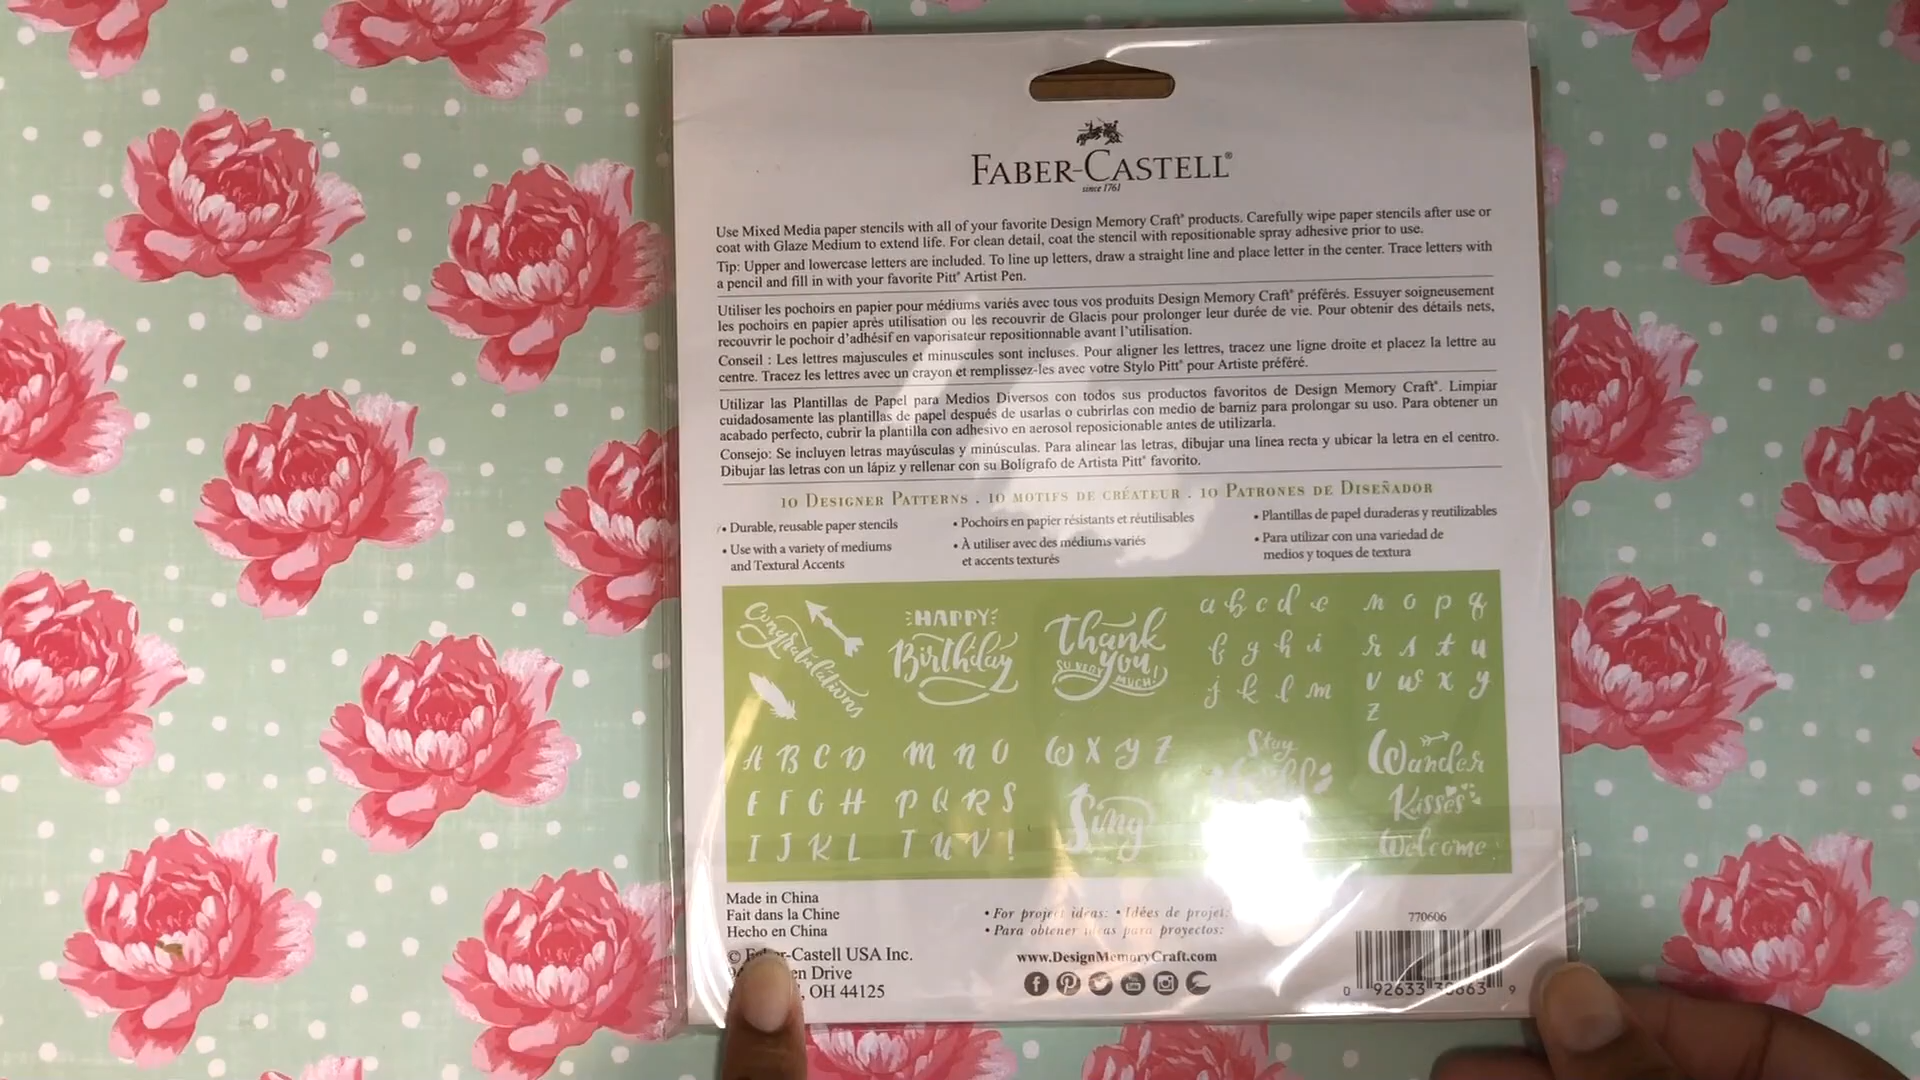 FABER-CASTELL®
since 1761
Use Mixed Media paper stencils with all of your favorite Design Memory Craft® products. Carefully wipe paper stencils after use or
coat with Glaze Medium to extend life. For clean detail, coat the stencil with repositionable spray adhesive prior to use.
Tip: Upper and lowercase letters are included. To line up letters, draw a straight line and place letter in the center. Trace letters with
a pencil and fill in with your favorite Pitt® Artist Pen.
Utiliser les pochoirs en papier pour médiums variés avec tous vos produits Design Memory Craft® préférés. Essuyer soigneusement
les pochoirs en papier après utilisation ou les recouvrir de Glacis pour prolonger leur durée de vie. Pour obtenir des détails nets,
recouvrir le pochoir d'adhésif en vaporisateur repositionnable avant l'utilisation.
Conseil : Les lettres majuscules et minuscules sont incluses. Pour aligner les lettres, tracez une ligne droite et placez la lettre au
centre. Tracez les lettres avec un crayon et remplissez-les avec votre Stylo Pitt® pour Artiste préféré.
Utilizar las Plantillas de Papel para Medios Diversos con todos sus productos favoritos de Design Memory Craft®. Limpiar
cuidadosamente las plantillas de papel después de usarlas o cubrirlas con medio de barniz para prolongar su uso. Para obtener un
acabado perfecto, cubrir la plantilla con adhesivo en aerosol reposicionable antes de utilizarla.
Consejo: Se incluyen letras mayúsculas y minúsculas. Para alinear las letras, dibujar una línea recta y ubicar la letra en el centro.
Dibujar las letras con un lápiz y rellenar con su Bolígrafo de Artista Pitt® favorito.
10 DESIGNER PATTERNS . 10 MOTIFS DE CRÉATEUR . 10 PATRONES DE DISEÑADOR
• Durable, reusable paper stencils
• Use with a variety of mediums
and Textural Accents
• Pochoirs en papier résistants et réutilisables
• À utiliser avec des médiums variés
et accents texturés
• Plantillas de papel duraderas y reutilizables
• Para utilizar con una variedad de
medios y toques de textura
Congratulations
HAPPY
Birthday
Thank
you
SO VERY MUCH!
a b c d e
f g h i
j k l m
n o p q
r s t u
v w x y
z
A B C D
E F G H
I J K L
M N O
P Q R S
T U V !
W X Y Z
Sing
Stay
Wander
Kisses
Welcome
Made in China
Fait dans la Chine
Hecho en China
© Faber-Castell USA Inc.
Drive
, OH 44125
• For project ideas: • Idées de projet:
• Para obtener ideas para proyectos:
www.DesignMemoryCraft.com
770606
0 92633 30863 9